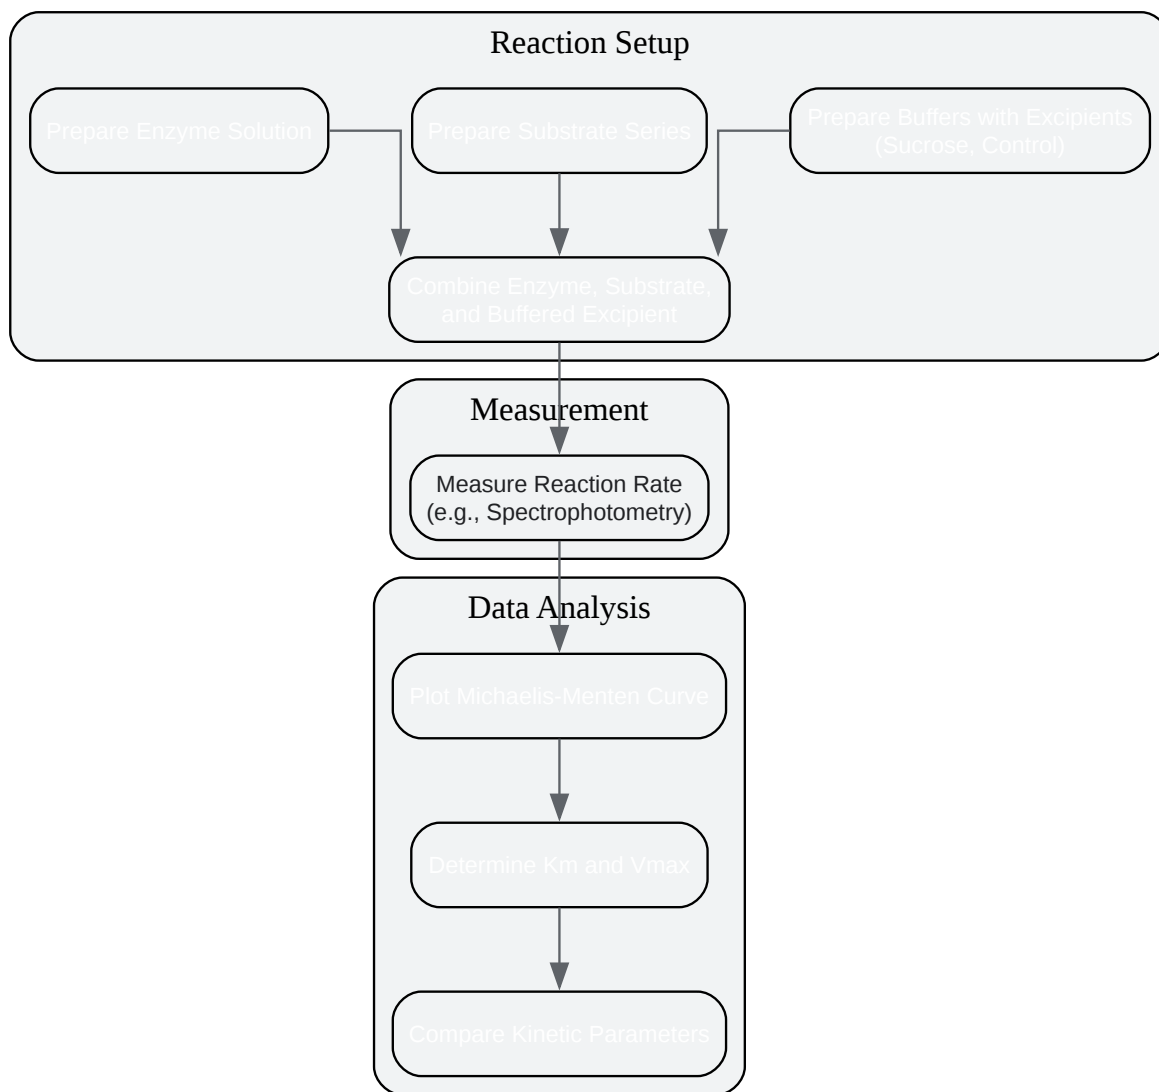 Reaction Setup
Prepare Enzyme Solution
Prepare Substrate Series
Prepare Buffers with Excipients
(Sucrose, Control)
Combine Enzyme, Substrate,
and Buffered Excipient
Measurement
Measure Reaction Rate
(e.g., Spectrophotometry)
Data Analysis
Plot Michaelis-Menten Curve
Determine Km and Vmax
Compare Kinetic Parameters